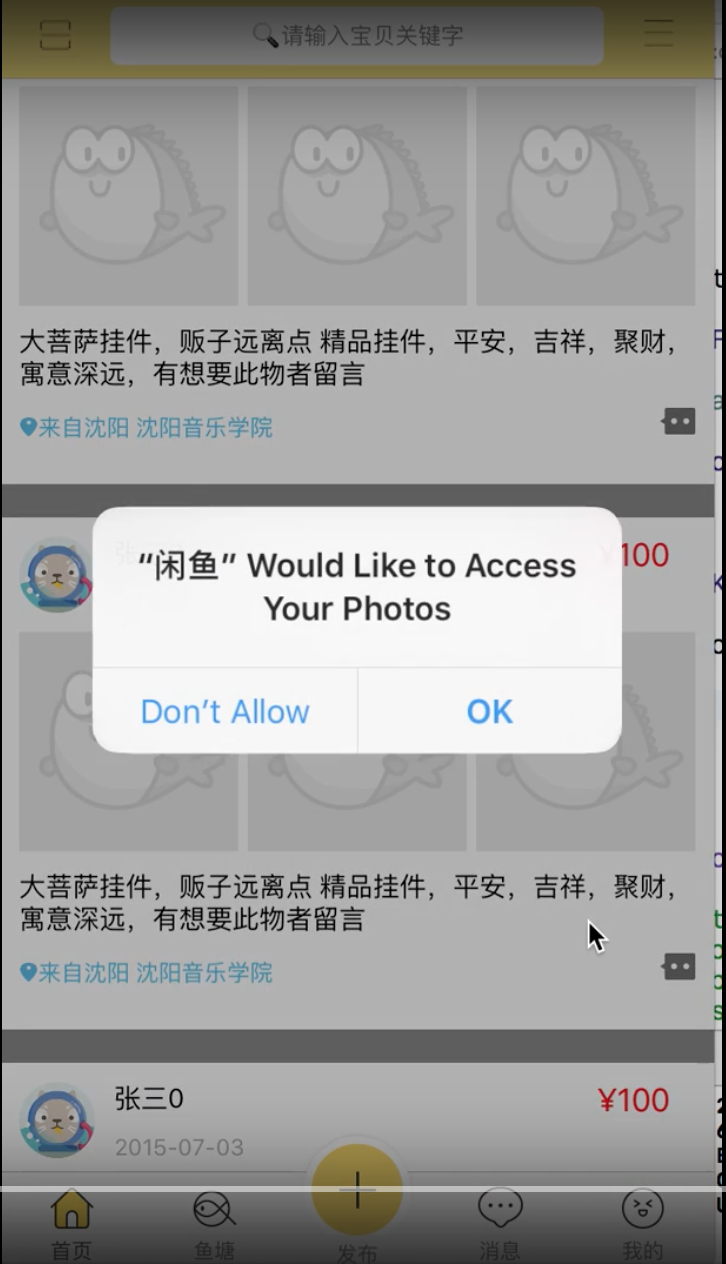 🔍请输入宝贝关键字
大菩萨挂件，贩子远离点 精品挂件，平安，吉祥，聚财，
寓意深远，有想要此物者留言
来自沈阳 沈阳音乐学院
¥100
“闲鱼” Would Like to Access
Your Photos
Don’t Allow
OK
大菩萨挂件，贩子远离点 精品挂件，平安，吉祥，聚财，
寓意深远，有想要此物者留言
来自沈阳 沈阳音乐学院
张三0
¥100
2015-07-03
首页
鱼塘
发布
消息
我的